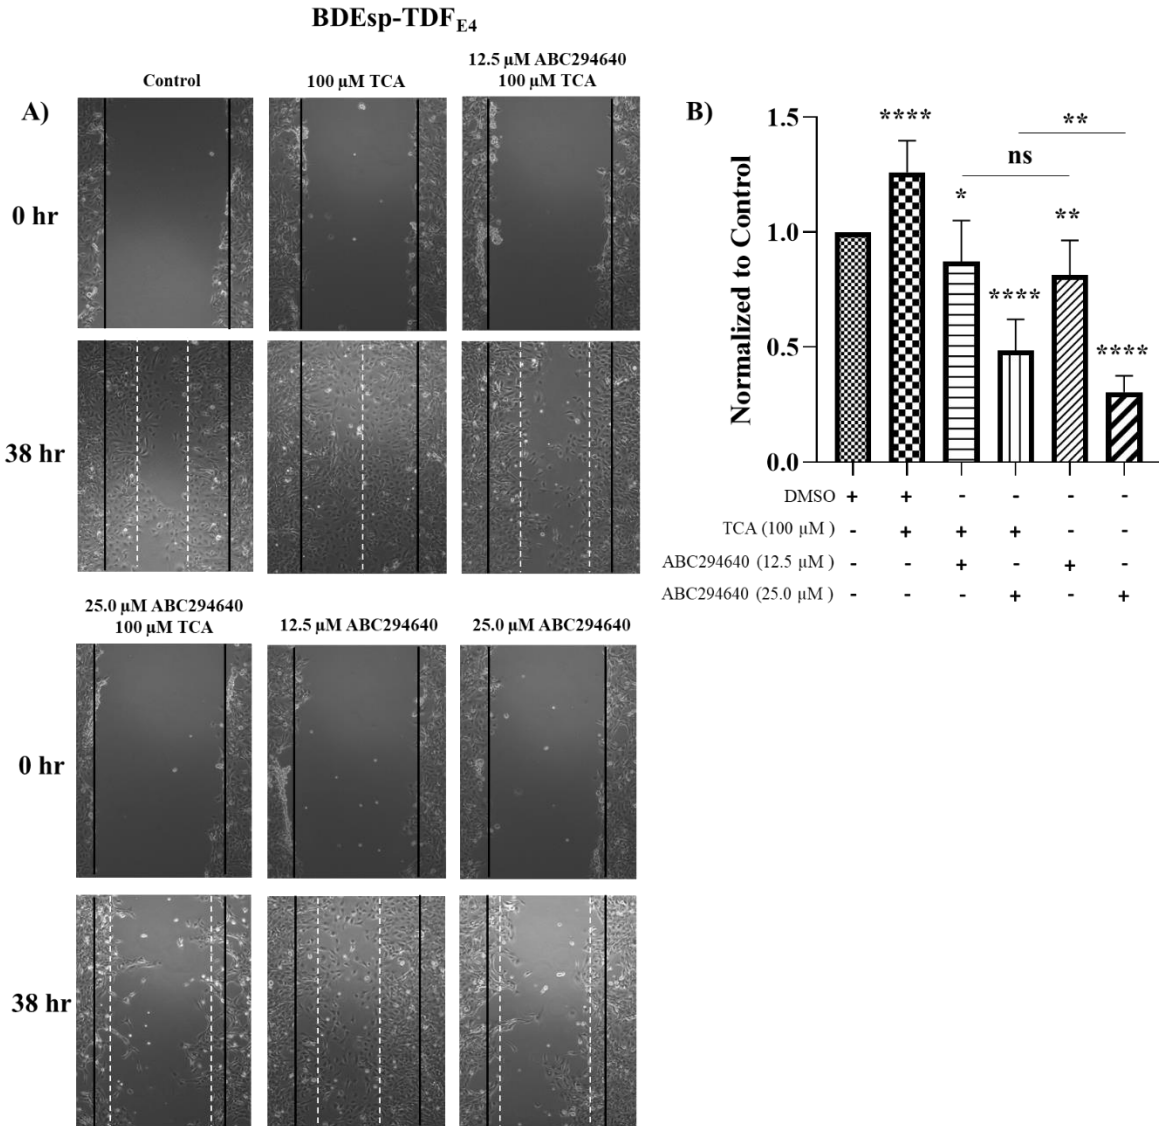 BDEsp-TDFE4
A)
Control
100 µM TCA
12.5 µM ABC294640
100 µM TCA
0 hr
38 hr
25.0 µM ABC294640
100 µM TCA
12.5 µM ABC294640
25.0 µM ABC294640
0 hr
38 hr
B)
Normalized to Control
1.5
1.0
0.5
0.0
****
*
****
**
****
ns
**
DMSO + + - - - -
TCA (100 µM ) - + + + - -
ABC294640 (12.5 µM ) - - + - + -
ABC294640 (25.0 µM ) - - - + - +